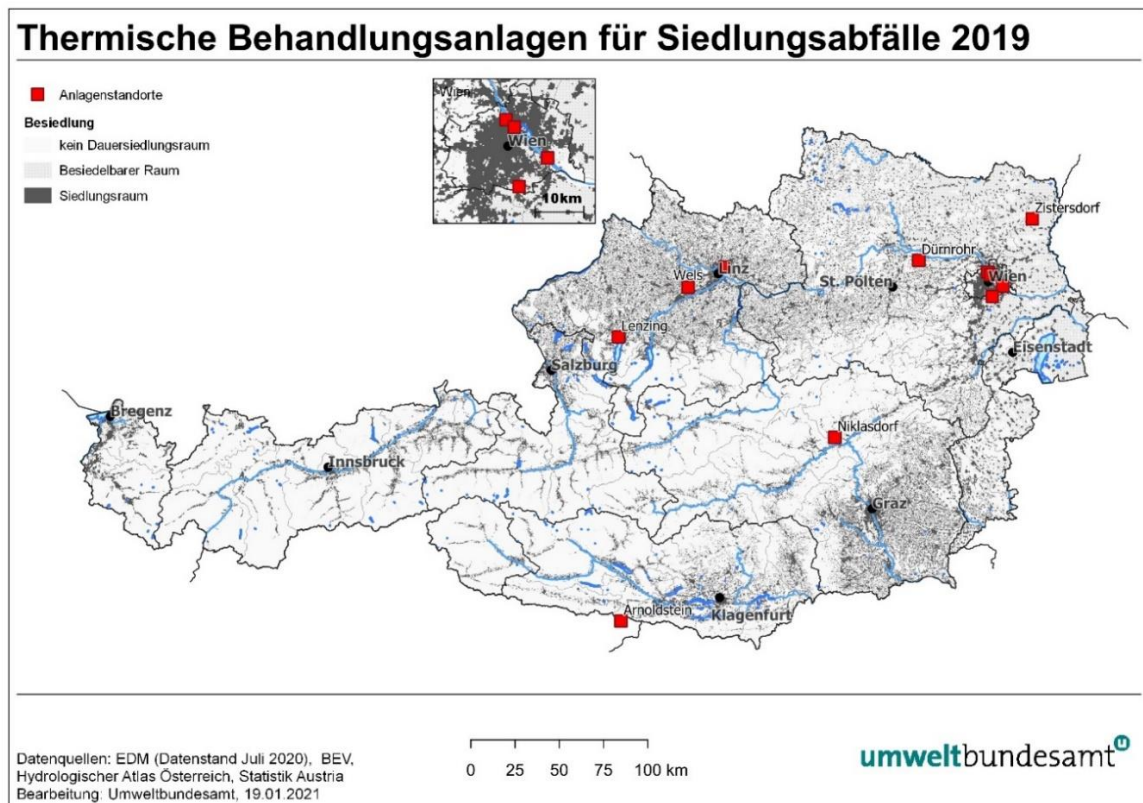 Thermische Behandlungsanlagen für Siedlungsabfälle 2019
Anlagenstandorte
Besiedlung
kein Dauersiedlungsraum
Besiedelbarer Raum
Siedlungsraum
Wien
Wien
10km
Zistersdorf
Dürnrohr
Linz
Wels
Wien
St. Pölten
Lenzing
Eisenstadt
Salzburg
Bregenz
Niklasdorf
Innsbruck
Graz
Arnoldstein
Klagenfurt
Datenquellen: EDM (Datenstand Juli 2020), BEV,
Hydrologischer Atlas Österreich, Statistik Austria
Bearbeitung: Umweltbundesamt, 19.01.2021
0 25 50 75 100 km
umweltbundesamt u